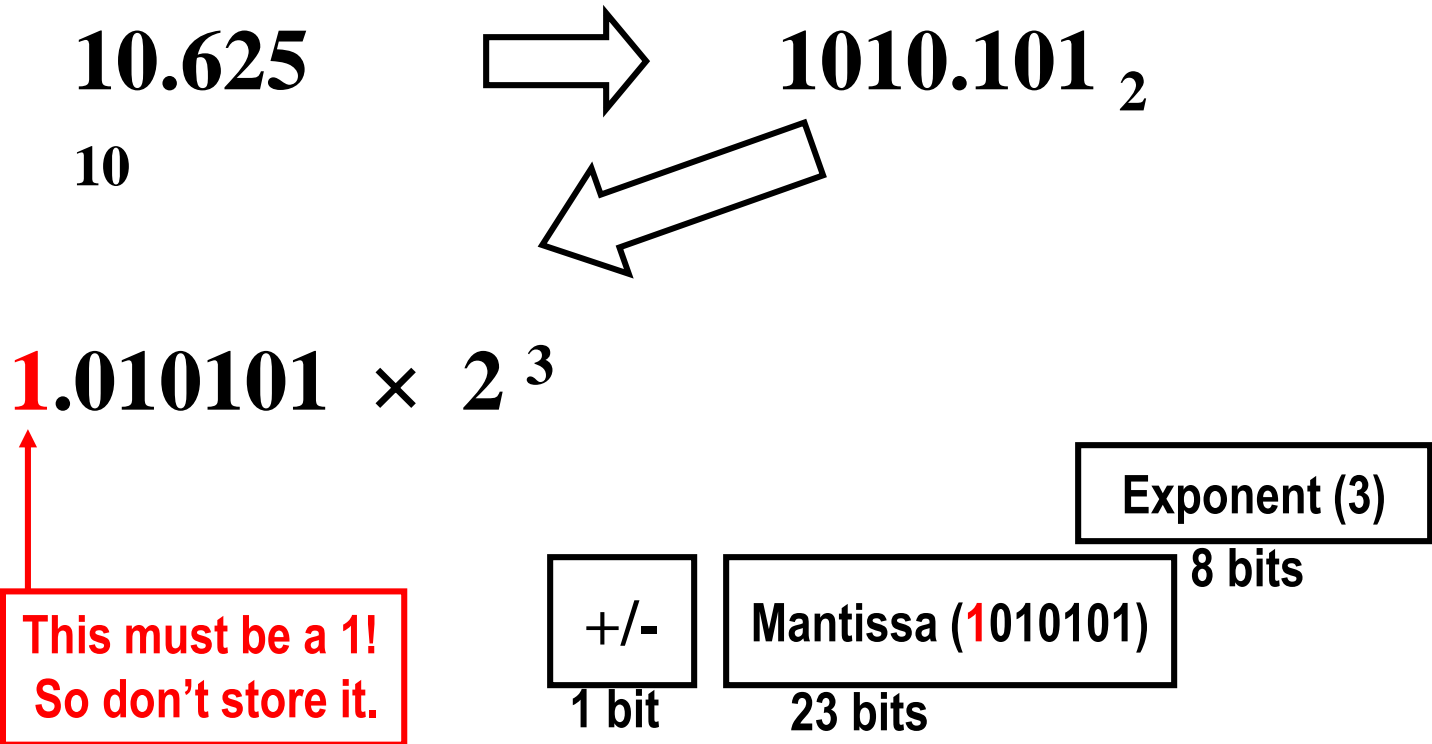 10.625
10
1010.101 2
1.010101 × 2 3
This must be a 1!
So don't store it.
+/-
1 bit
Mantissa (1010101)
23 bits
Exponent (3)
8 bits